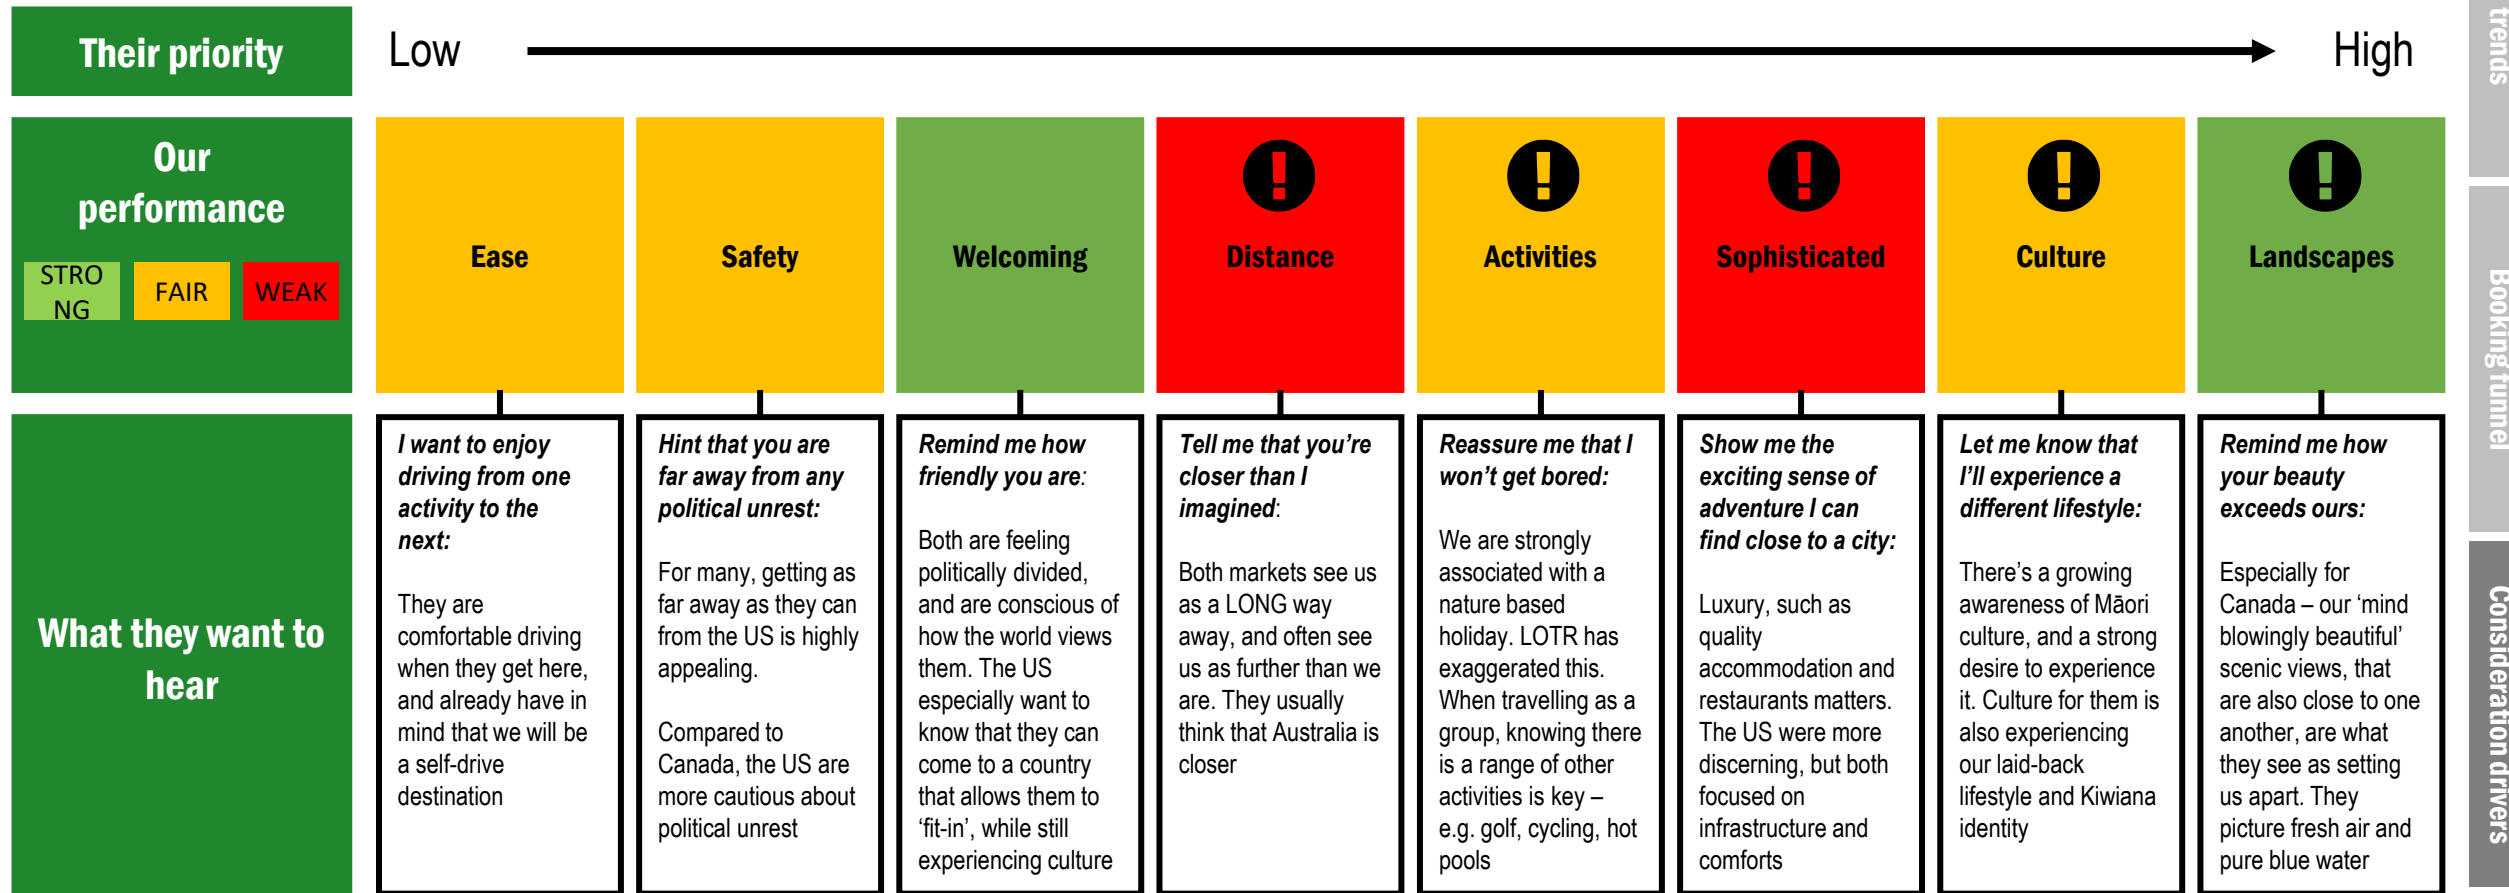 Their priority
Low
High
Our
performance
STRO
NG
FAIR
WEAK
Ease
Safety
Welcoming
Distance
Activities
Sophisticated
Culture
Landscapes
What they want to
hear
I want to enjoy
driving from one
activity to the
next:
They are
comfortable driving
when they get here,
and already have in
mind that we will be
a self-drive
destination
Hint that you are
far away from any
political unrest:
For many, getting as
far away as they can
from the US is highly
appealing.
Compared to
Canada, the US are
more cautious about
political unrest
Remind me how
friendly you are:
Both are feeling
politically divided,
and are conscious of
how the world views
them. The US
especially want to
know that they can
come to a country
that allows them to
‘fit-in’, while still
experiencing culture
Tell me that you’re
closer than I
imagined:
Both markets see us
as a LONG way
away, and often see
us as further than we
are. They usually
think that Australia is
closer
Reassure me that I
won’t get bored:
We are strongly
associated with a
nature based
holiday. LOTR has
exaggerated this.
When travelling as a
group, knowing there
is a range of other
activities is key –
e.g. golf, cycling, hot
pools
Show me the
exciting sense of
adventure I can
find close to a city:
Luxury, such as
quality
accommodation and
restaurants matters.
The US were more
discerning, but both
focused on
infrastructure and
comforts
Let me know that
I’ll experience a
different lifestyle:
There’s a growing
awareness of Māori
culture, and a strong
desire to experience
it. Culture for them is
also experiencing
our laid-back
lifestyle and Kiwiana
identity
Remind me how
your beauty
exceeds ours:
Especially for
Canada – our ‘mind
blowingly beautiful’
scenic views, that
are also close to one
another, are what
they see as setting
us apart. They
picture fresh air and
pure blue water
trends
Booking funnel
Consideration drivers